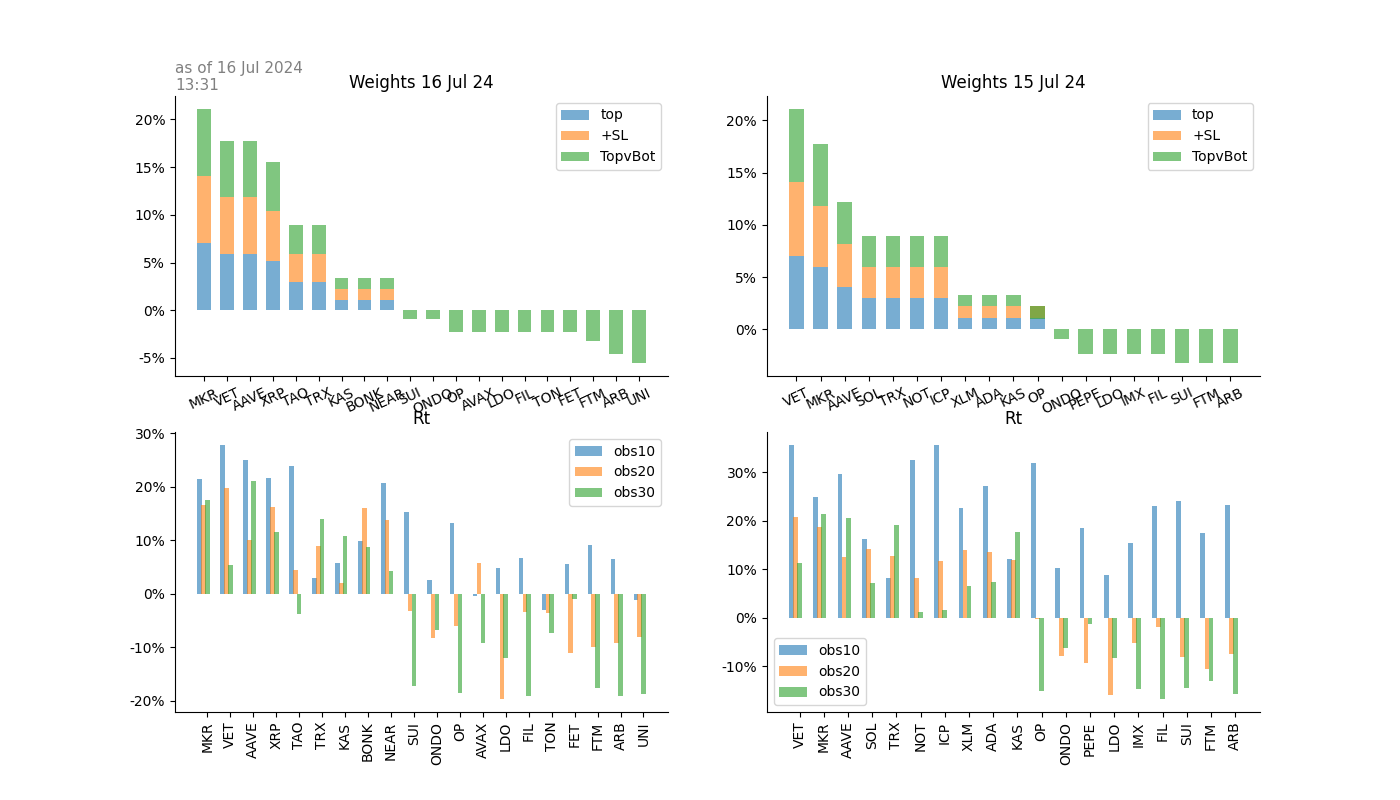 as of 16 Jul 2024
13:31
Weights 16 Jul 24
20%
15%
10%
5%
0%
-5%
top
+SL
TopvBot
MKR VET AAVE XRP TAO TRX KAS BONK NEAR SUI ONDO OP AVAX LDO FIL TON FET FTM ARB UNI
Weights 15 Jul 24
20%
15%
10%
5%
0%
top
+SL
TopvBot
VET MKR AAVE SOL TRX NOT ICP XLM ADA KAS OP ONDO PEPE LDO IMX FIL SUI FTM ARB
Rt
30%
20%
10%
0%
-10%
-20%
obs10
obs20
obs30
MKR VET AAVE XRP TAO TRX KAS BONK NEAR SUI ONDO OP AVAX LDO FIL TON FET FTM ARB UNI
Rt
30%
20%
10%
0%
-10%
obs10
obs20
obs30
VET MKR AAVE SOL TRX NOT ICP XLM ADA KAS OP ONDO PEPE LDO IMX FIL SUI FTM ARB